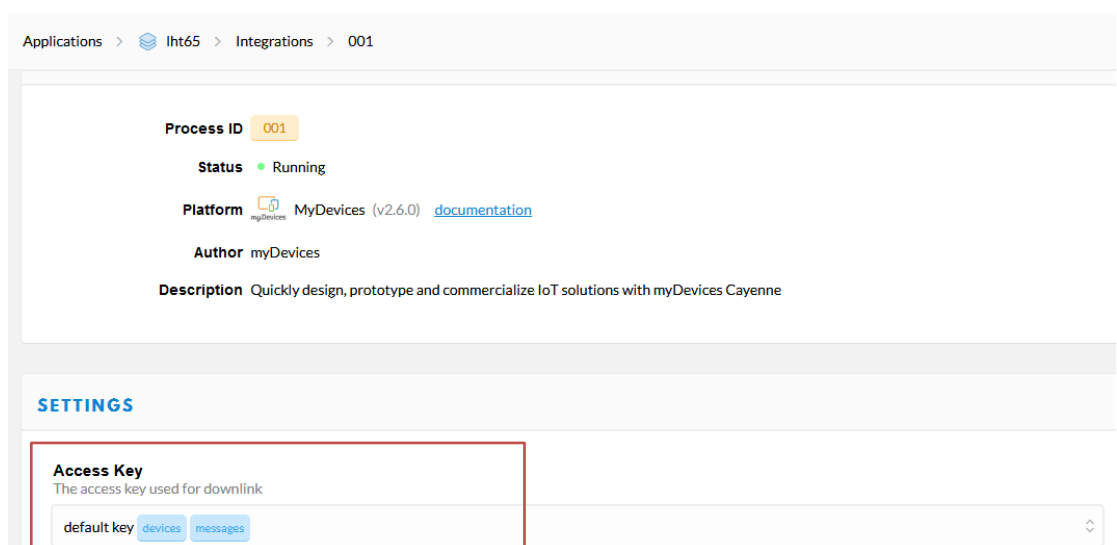 Applications > lht65 > Integrations > 001
Process ID 001
Status Running
Platform myDevices MyDevices (v2.6.0) documentation
Author myDevices
Description Quickly design, prototype and commercialize IoT solutions with myDevices Cayenne
SETTINGS
Access Key
The access key used for downlink
default key devices messages